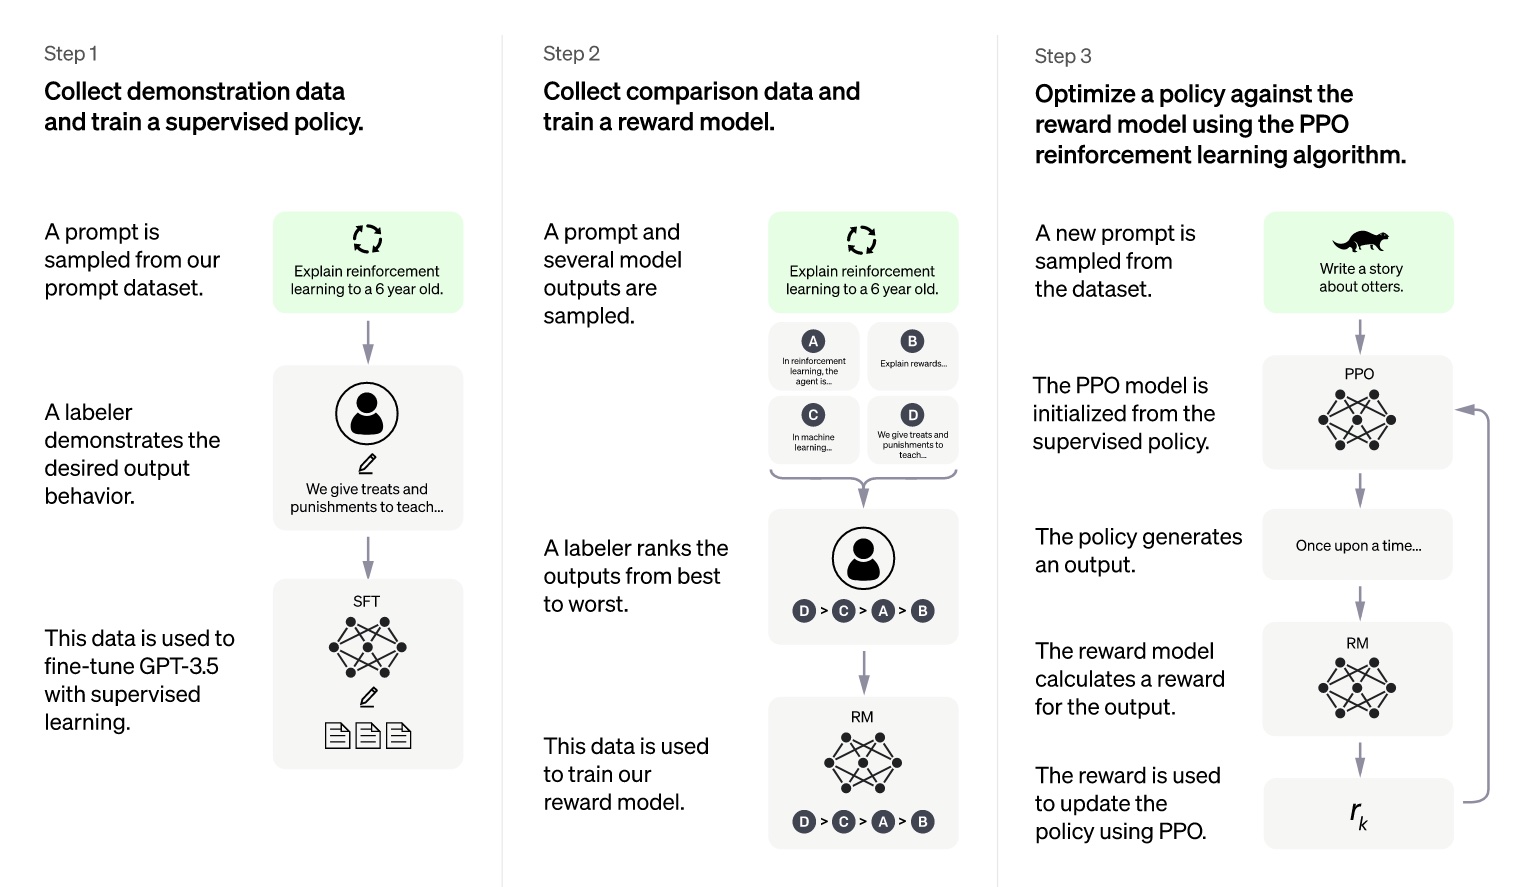 Step 1
Collect demonstration data
and train a supervised policy.
A prompt is
sampled from our
prompt dataset.
Explain reinforcement
learning to a 6 year old.
A labeler
demonstrates the
desired output
behavior.
We give treats and
punishments to teach...
This data is used to
fine-tune GPT-3.5
with supervised
learning.
SFT
Step 2
Collect comparison data and
train a reward model.
A prompt and
several model
outputs are
sampled.
Explain reinforcement
learning to a 6 year old.
A
In reinforcement
learning, the
agent is...
B
Explain rewards...
C
In machine
learning...
D
We give treats and
punishments to
teach...
A labeler ranks the
outputs from best
to worst.
D > C > A > B
This data is used
to train our
reward model.
RM
D > C > A > B
Step 3
Optimize a policy against the
reward model using the PPO
reinforcement learning algorithm.
A new prompt is
sampled from
the dataset.
Write a story
about otters.
The PPO model is
initialized from the
supervised policy.
PPO
The policy generates
an output.
Once upon a time...
The reward model
calculates a reward
for the output.
RM
The reward is used
to update the
policy using PPO.
rk